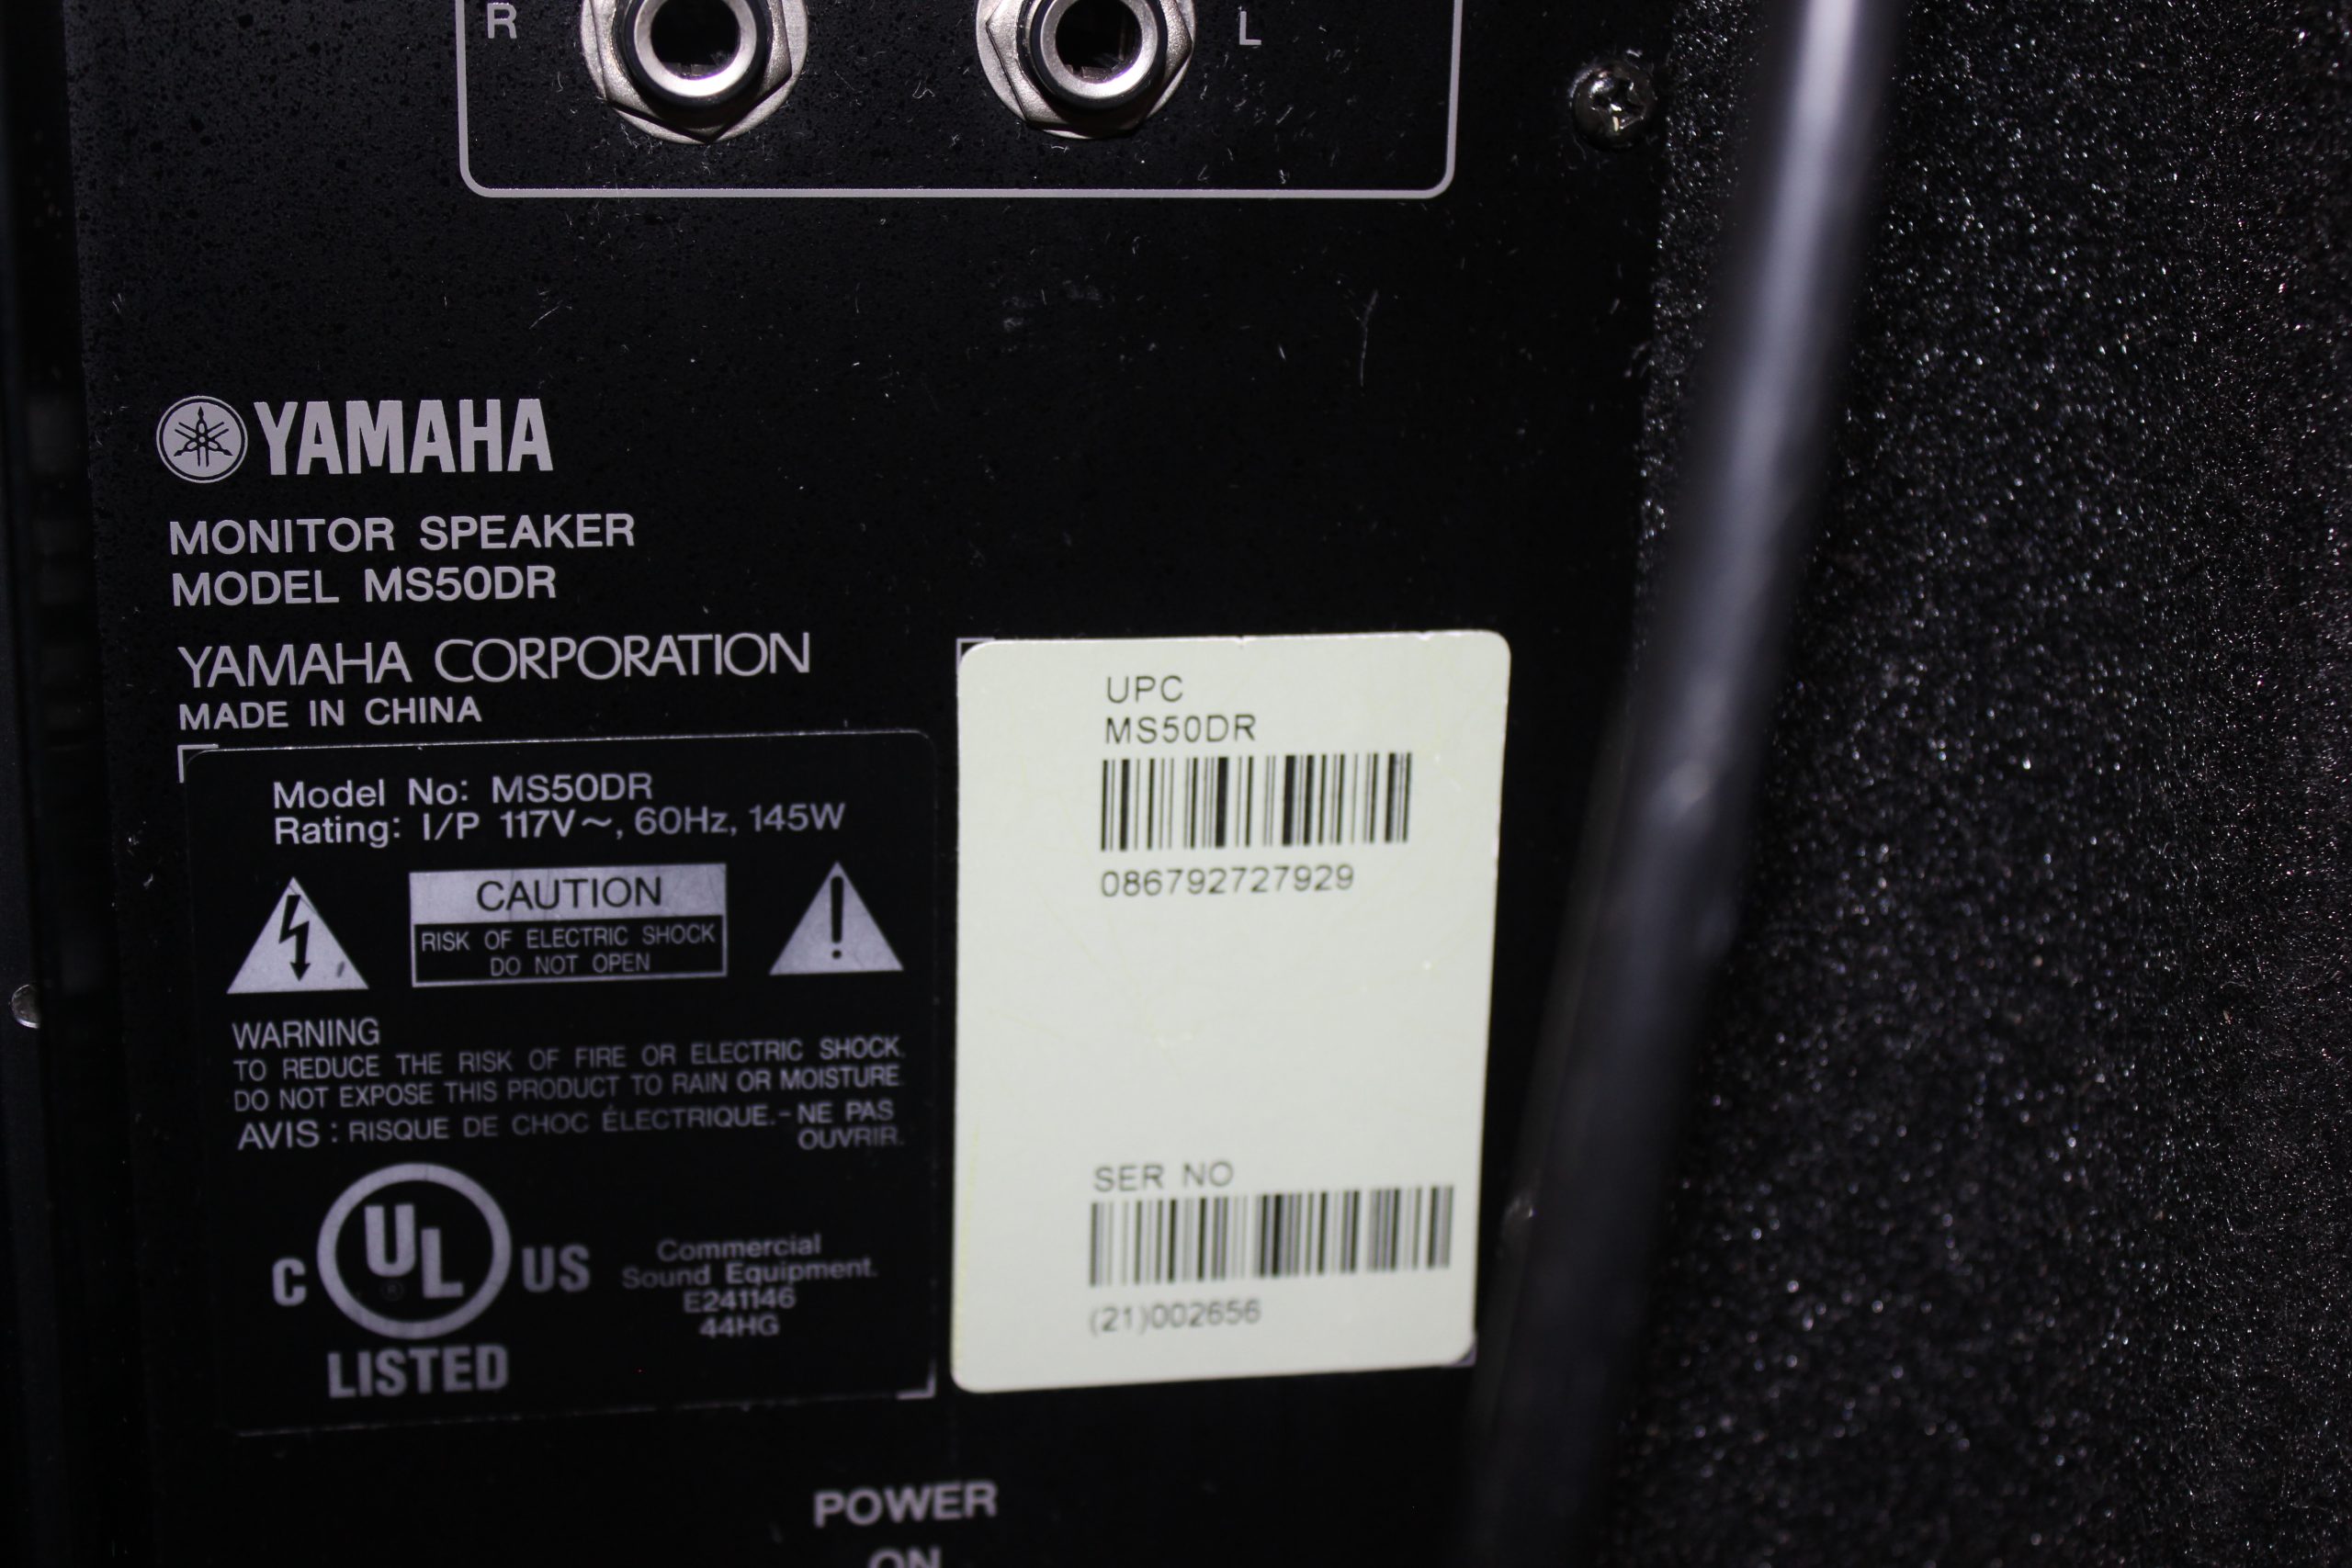 R
L
YAMAHA
MONITOR SPEAKER
MODEL MS50DR
YAMAHA CORPORATION
MADE IN CHINA
Model No: MS50DR
Rating: I/P 117V～, 60Hz, 145W
CAUTION
RISK OF ELECTRIC SHOCK
DO NOT OPEN
WARNING
TO REDUCE THE RISK OF FIRE OR ELECTRIC SHOCK.
DO NOT EXPOSE THIS PRODUCT TO RAIN OR MOISTURE.
AVIS : RISQUE DE CHOC ÉLECTRIQUE.-NE PAS
OUVRIR.
C UL ® US
LISTED
Commercial
Sound Equipment.
E241146
44HG
UPC
MS50DR
086792727929
SER NO
(21)002656
POWER
ON